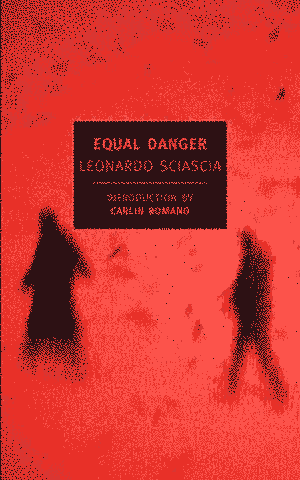 EQUAL DANGER
LEONARDO SCIASCIA
INTRODUCTION BY
CARLIN ROMANO